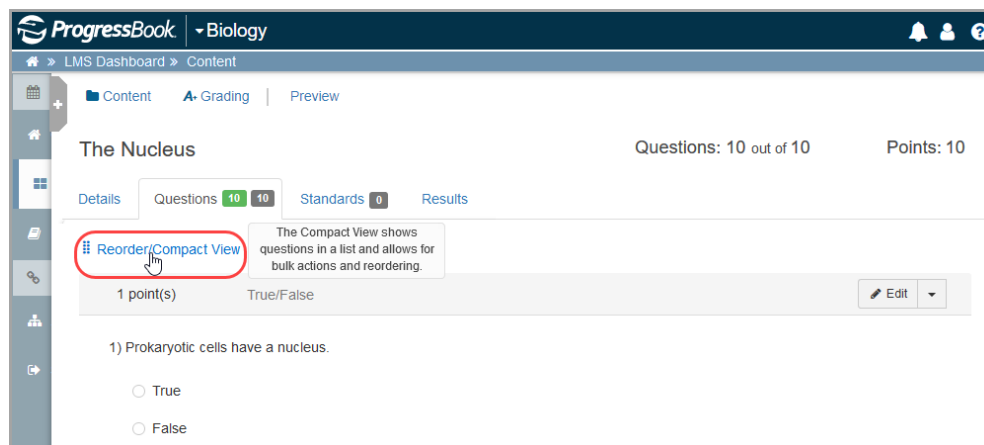 ProgressBook Biology
» LMS Dashboard » Content
Content A+ Grading Preview
The Nucleus Questions: 10 out of 10 Points: 10
Details Questions 10 10 Standards 0 Results
Reorder/Compact View
The Compact View shows
questions in a list and allows for
bulk actions and reordering.
1 point(s) True/False Edit
1) Prokaryotic cells have a nucleus.
True
False